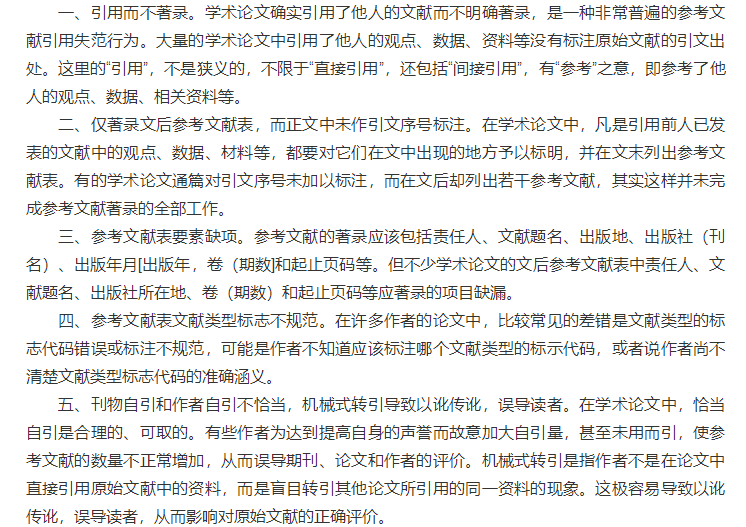 一、引用而不著录。学术论文确实引用了他人的文献而不明确著录，是一种非常普遍的参考文
献引用失范行为。大量的学术论文中引用了他人的观点、数据、资料等没有标注原始文献的引文出
处。这里的“引用”，不是狭义的，不限于“直接引用”，还包括“间接引用”，有“参考”之意，即参考了他
人的观点、数据、相关资料等。
二、仅著录文后参考文献表，而正文中未作引文序号标注。在学术论文中，凡是引用前人已发
表的文献中的观点、数据、材料等，都要对它们在文中出现的地方予以标明，并在文末列出参考文
献表。有的学术论文通篇对引文序号未加以标注，而在文后却列出若干参考文献，其实这样并未完
成参考文献著录的全部工作。
三、参考文献表要素缺项。参考文献的著录应该包括责任人、文献题名、出版地、出版社（刊
名）、出版年月[出版年，卷（期数]和起止页码等。但不少学术论文的文后参考文献表中责任人、文
献题名、出版社所在地、卷（期数）和起止页码等应著录的项目缺漏。
四、参考文献表文献类型标志不规范。在许多作者的论文中，比较常见的差错是文献类型的标
志代码错误或标注不规范，可能是作者不知道应该标注哪个文献类型的标示代码，或者说作者尚不
清楚文献类型标志代码的准确涵义。
五、刊物自引和作者自引不恰当，机械式转引导致以讹传讹，误导读者。在学术论文中，恰当
自引是合理的、可取的。有些作者为达到提高自身的声誉而故意加大自引量，甚至未用而引，使参
考文献的数量不正常增加，从而误导期刊、论文和作者的评价。机械式转引是指作者不是在论文中
直接引用原始文献中的资料，而是盲目转引其他论文所引用的同一资料的现象。这极容易导致以讹
传讹，误导读者，从而影响对原始文献的正确评价。